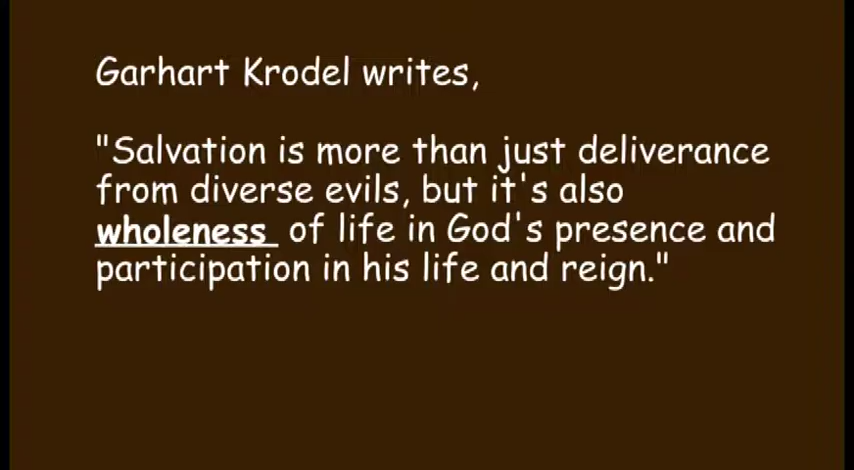 Garhart Krodel writes,
"Salvation is more than just deliverance
from diverse evils, but it's also
wholeness of life in God's presence and
participation in his life and reign."